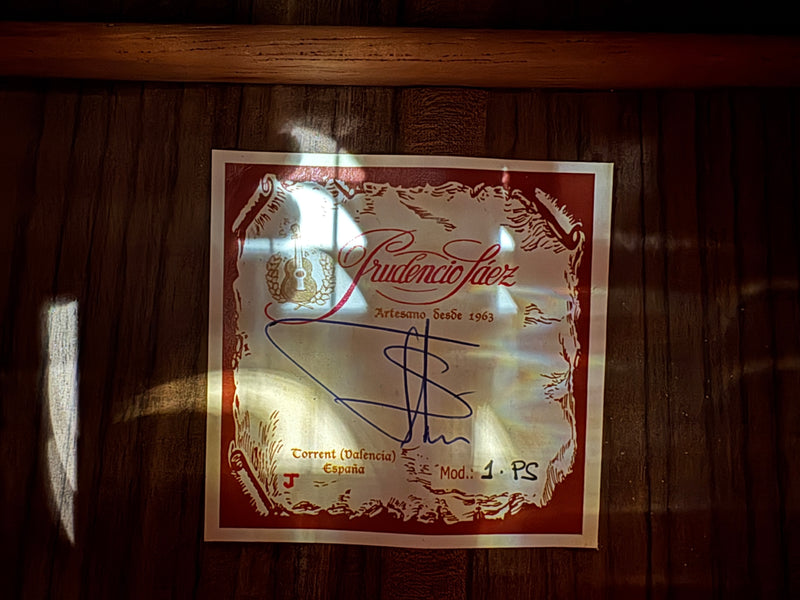 Prudencio Sáez
Artesano desde 1963
Torrent (Valencia)
España
J
Mod.: 1. PS